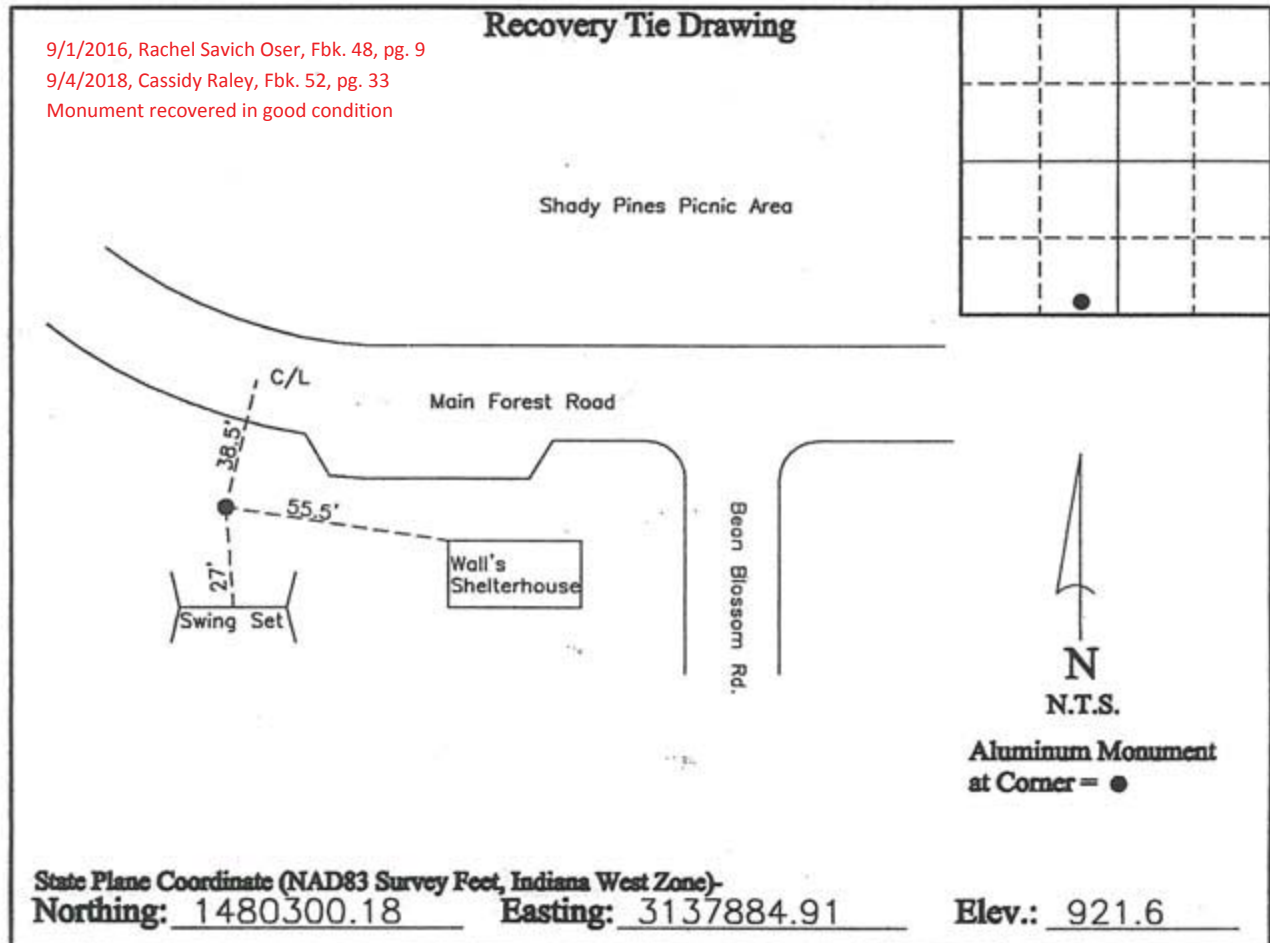 Recovery Tie Drawing
9/1/2016, Rachel Savich Oser, Fbk. 48, pg. 9
9/4/2018, Cassidy Raley, Fbk. 52, pg. 33
Monument recovered in good condition
Shady Pines Picnic Area
C/L
Main Forest Road
38.5'
55.5'
27'
Wall's
Shelterhouse
Swing Set
Bean Blossom Rd.
N
N.T.S.
Aluminum Monument
at Corner =
State Plane Coordinate (NAD83 Survey Feet, Indiana West Zone)-
Northing: 1480300.18 Easting: 3137884.91 Elev.: 921.6